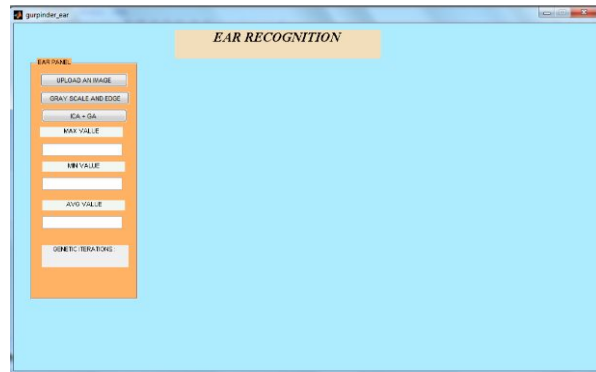 gurpinder_ear
EAR RECOGNITION
EAR PANEL
UPLOAD AN IMAGE
GRAY SCALE AND EDGE
ICA + GA
MAX VALUE
MIN VALUE
AVG VALUE
GENETIC ITERATIONS: